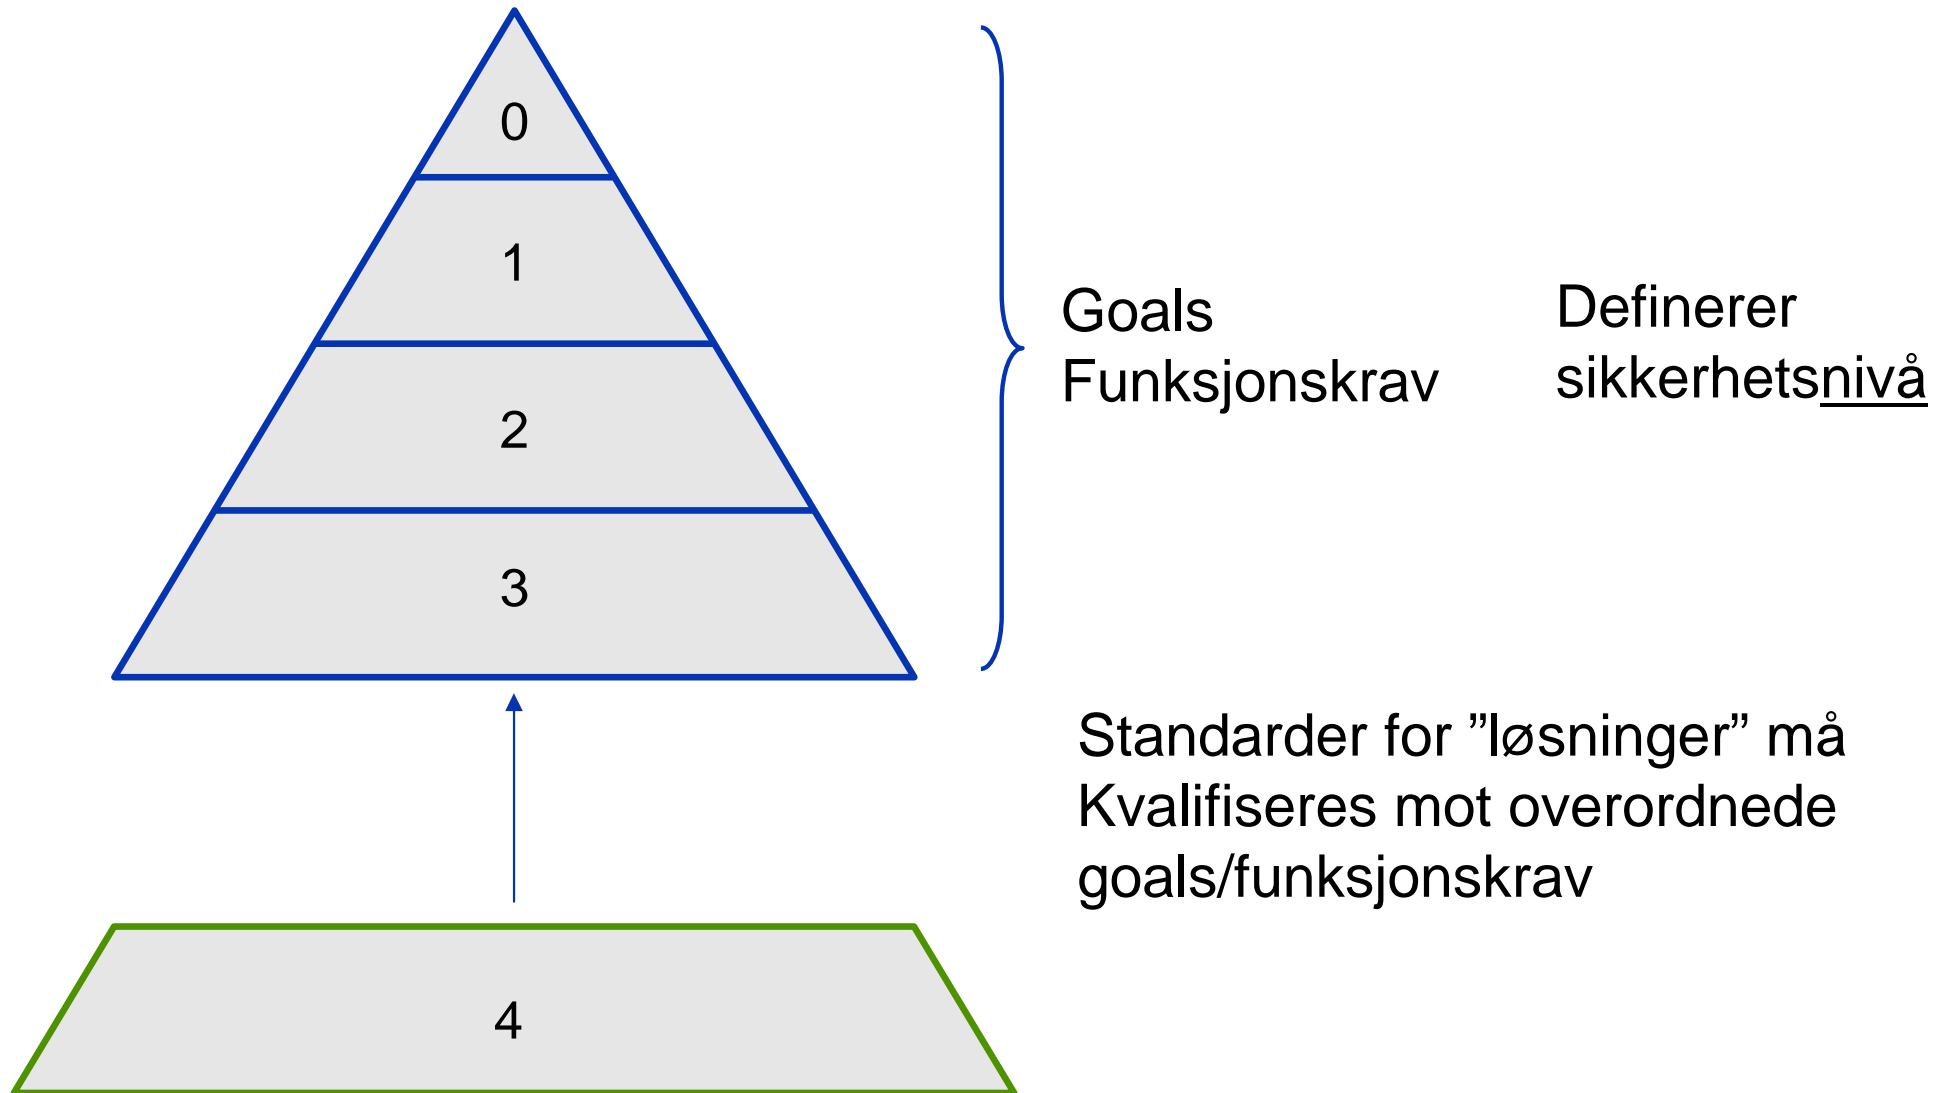 0
1
2
3
4
Goals
Funksjonskrav
Definerer
sikkerhetsnivå
Standarder for ”løsninger” må
Kvalifiseres mot overordnede
goals/funksjonskrav